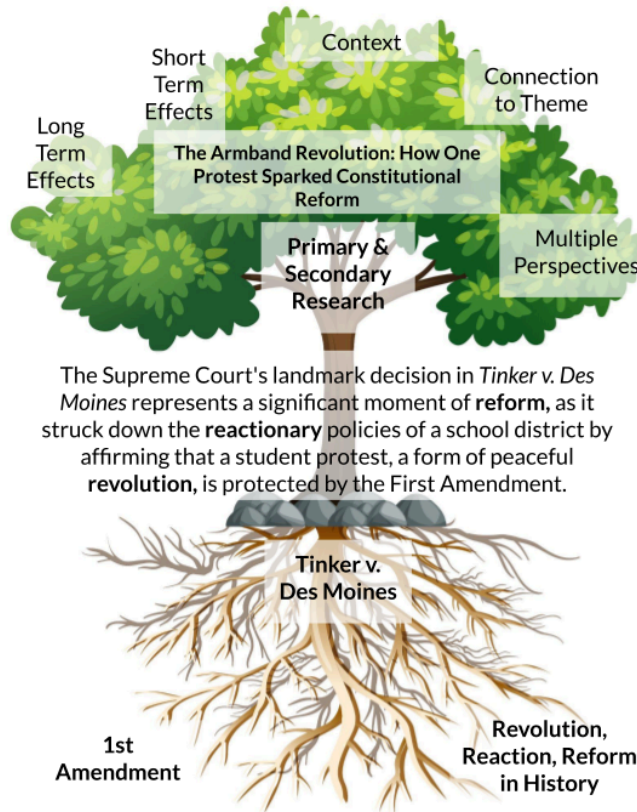 Context
Short
Term
Effects
Connection
to Theme
Long
Term
Effects
The Armband Revolution: How One
Protest Sparked Constitutional
Reform
Multiple
Perspectives
Primary &
Secondary
Research
The Supreme Court's landmark decision in Tinker v. Des
Moines represents a significant moment of reform, as it
struck down the reactionary policies of a school district by
affirming that a student protest, a form of peaceful
revolution, is protected by the First Amendment.
Tinker v.
Des Moines
1st
Amendment
Revolution,
Reaction, Reform
in History